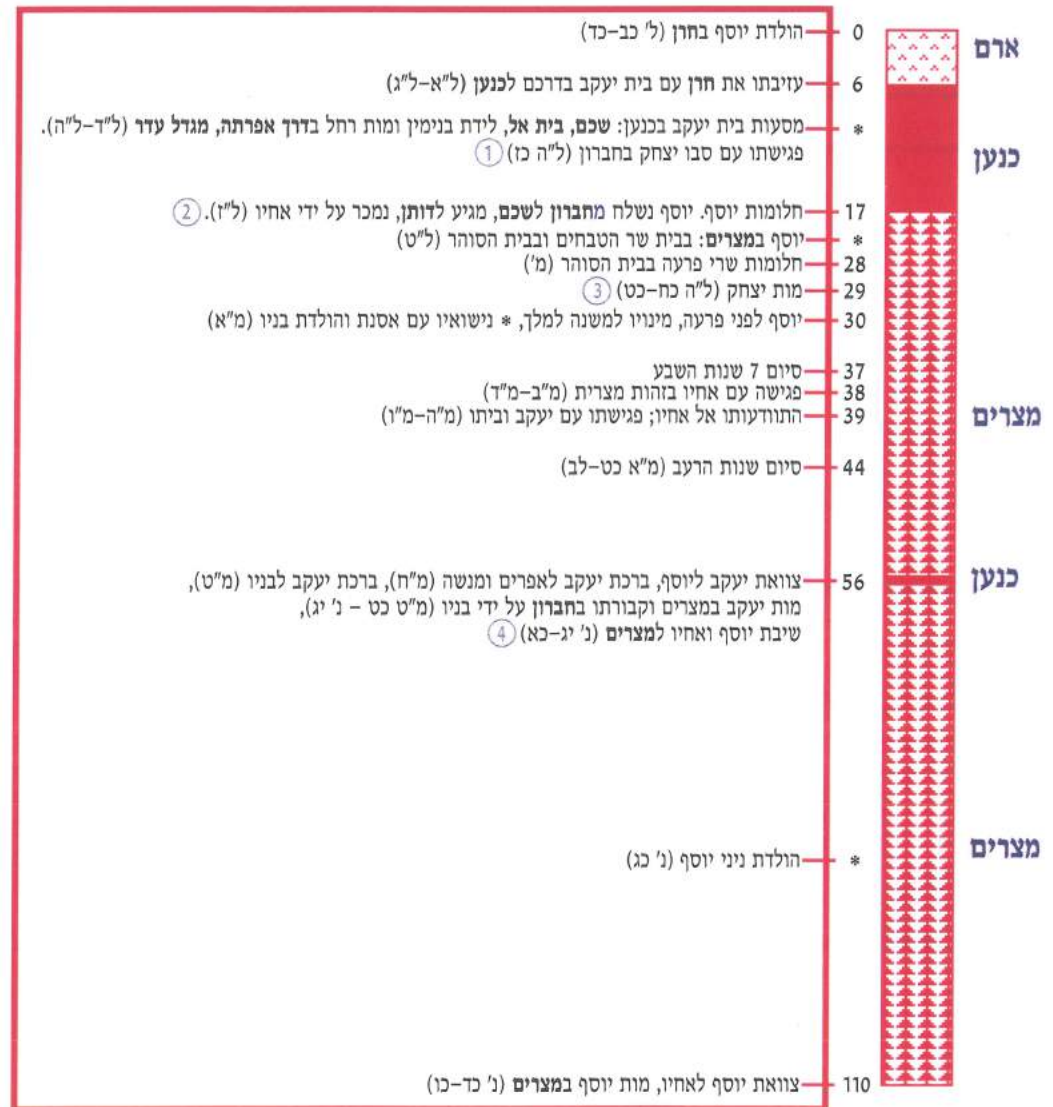 ארם
0 הולדת יוסף בחרן (ל' כב–כד)
6 עזיבתו את חרן עם בית יעקב בדרכם לכנען (ל"א–ל"ג)
כנען
* מסעות בית יעקב בכנען: שכם, בית אל, לידת בנימין ומות רחל בדרך אפרתה, מגדל עדר (ל"ד–ל"ה).
פגישתו עם סבו יצחק בחברון (ל"ה כז) 1
17 חלומות יוסף. יוסף נשלח מחברון לשכם, מגיע לדותן, נמכר על ידי אחיו (ל"ז). 2
* יוסף במצרים: בבית שר הטבחים ובבית הסוהר (ל"ט)
28 חלומות שרי פרעה בבית הסוהר (מ')
29 מות יצחק (ל"ה כח–כט) 3
30 יוסף לפני פרעה, מינויו למשנה למלך, * נישואיו עם אסנת והולדת בניו (מ"א)
37 סיום 7 שנות השבע
38 פגישה עם אחיו בזהות מצרית (מ"ב-מ"ד)
39 התוודעותו אל אחיו; פגישתו עם יעקב וביתו (מ"ה-מ"ו)
מצרים
44 סיום שנות הרעב (מ"א כט–לב)
כנען
56 צוואת יעקב ליוסף, ברכת יעקב לאפרים ומנשה (מ"ח), ברכת יעקב לבניו (מ"ט),
מות יעקב במצרים וקבורתו בחברון על ידי בניו (מ"ט כט – נ' יג),
שיבת יוסף ואחיו למצרים (נ' יג–כא) 4
מצרים
* הולדת ניני יוסף (נ' כג)
110 צוואת יוסף לאחיו, מות יוסף במצרים (נ' כד–כו)